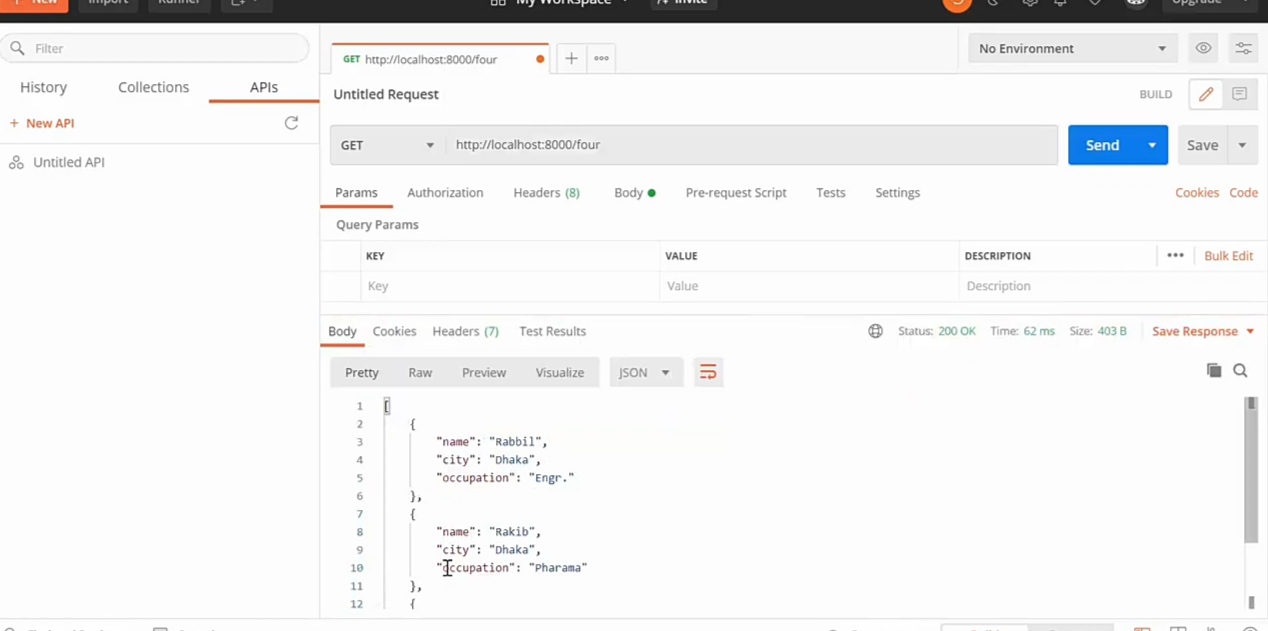 New Import Runner My Workspace Invite Upgrade
Filter
GET http://localhost:8000/four
No Environment
History Collections APIs
Untitled Request
BUILD
+ New API
GET http://localhost:8000/four Send Save
Untitled API
Params Authorization Headers (8) Body Pre-request Script Tests Settings Cookies Code
Query Params
KEY VALUE DESCRIPTION Bulk Edit
Key Value Description
Body Cookies Headers (7) Test Results Status: 200 OK Time: 62 ms Size: 403 B Save Response
Pretty Raw Preview Visualize JSON
1 [
2 {
3 "name": "Rabbil",
4 "city": "Dhaka",
5 "occupation": "Engr."
6 },
7 {
8 "name": "Rakib",
9 "city": "Dhaka",
10 "occupation": "Pharama"
11 },
12 {